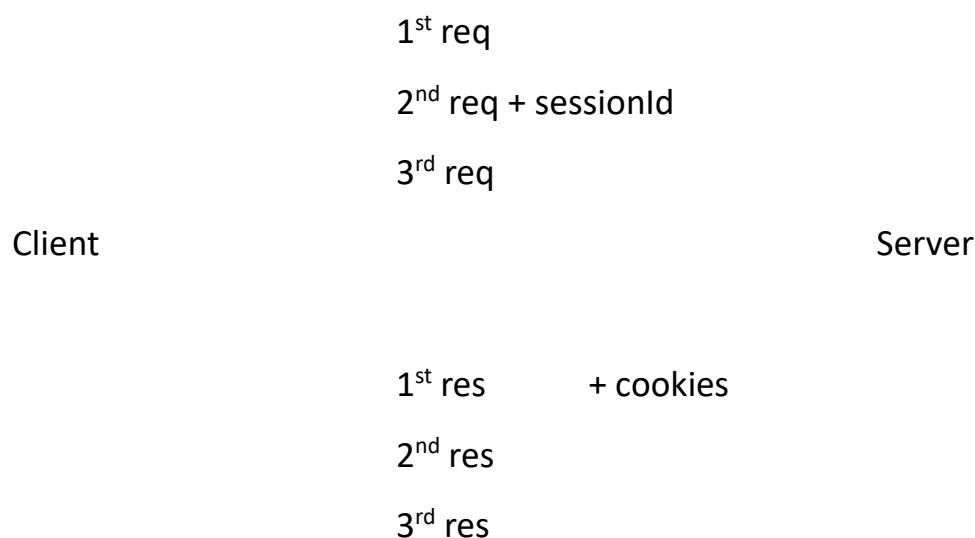 1st req
2nd req + sessionId
3rd req
Client Server
1st res + cookies
2nd res
3rd res